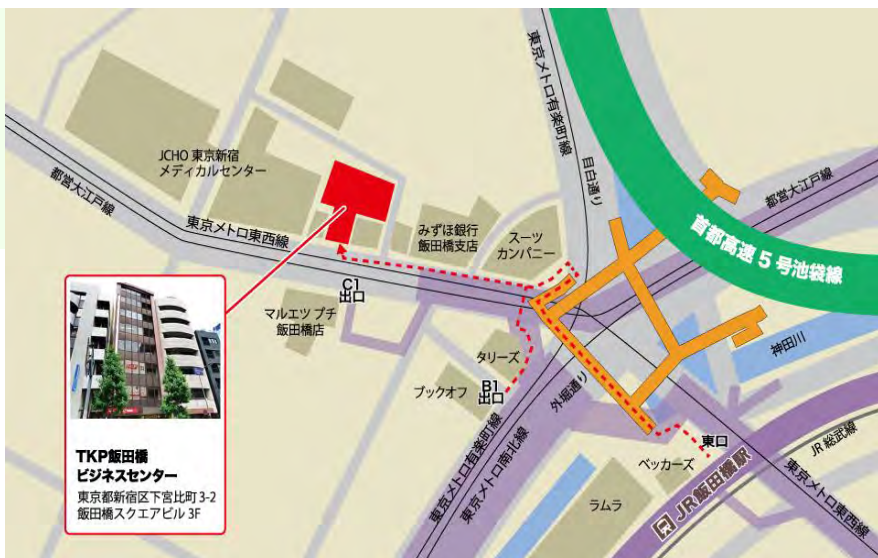 東京メトロ有楽町線
目白通り
都営大江戸線
首都高速5号池袋線
JCHO 東京新宿
メディカルセンター
都営大江戸線
東京メトロ東西線
みずほ銀行
飯田橋支店
スーツ
カンパニー
C1
出口
マルエツ プチ
飯田橋店
タリーズ
ブックオフ
B1
出口
外堀通り
神田川
東口
ベッカーズ
JR 総武線
東京メトロ有楽町線
東京メトロ南北線
ラムラ
JR飯田橋駅
東京メトロ東西線
TKP飯田橋
ビジネスセンター
東京都新宿区下宮比町 3-2
飯田橋スクエアビル 3F